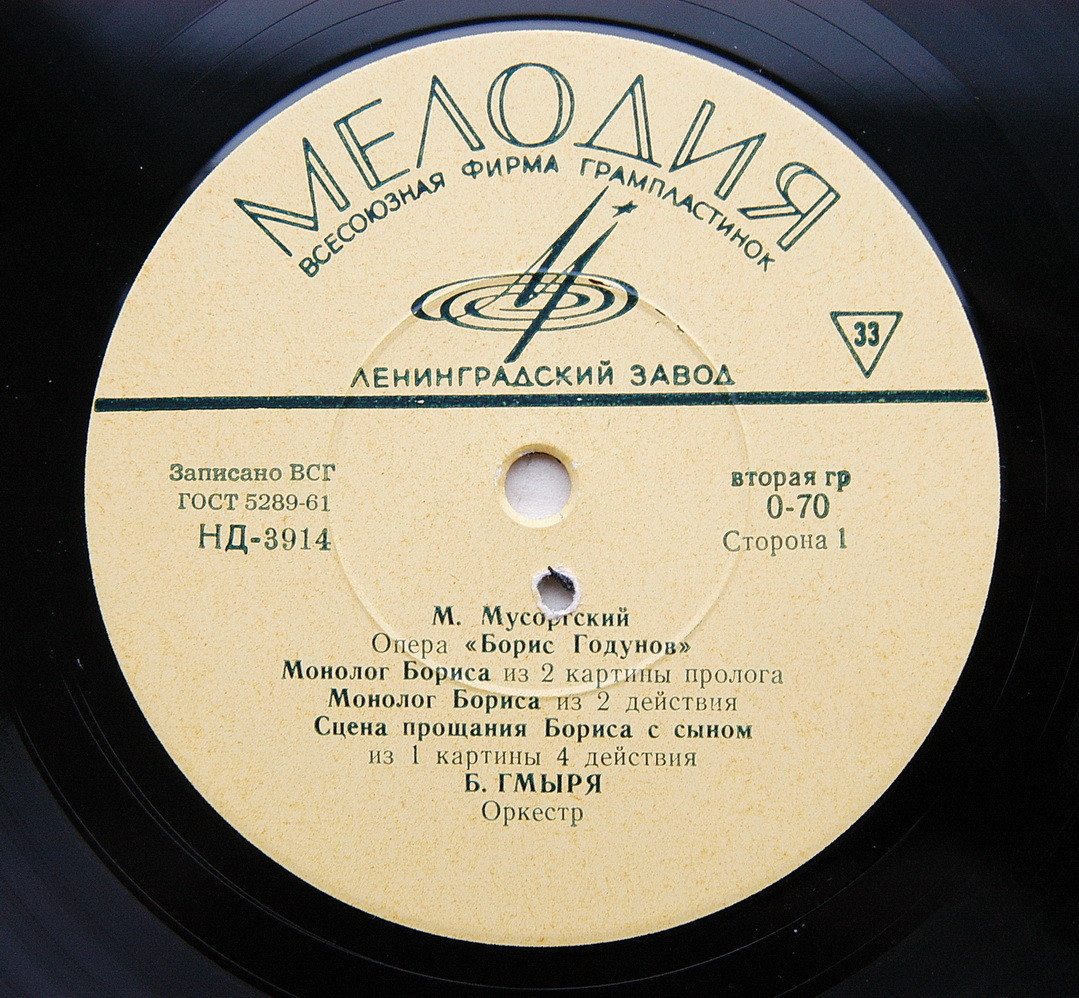 МЕЛОДИЯ
ВСЕСОЮЗНАЯ ФИРМА ГРАМПЛАСТИНОК
33
ЛЕНИНГРАДСКИЙ ЗАВОД
Записано ВСГ
ГОСТ 5289-61
НД-3914
вторая гр
0-70
Сторона 1
М. Мусоргский
Опера «Борис Годунов»
Монолог Бориса из 2 картины пролога
Монолог Бориса из 2 действия
Сцена прощания Бориса с сыном
из 1 картины 4 действия
Б. ГМЫРЯ
Оркестр